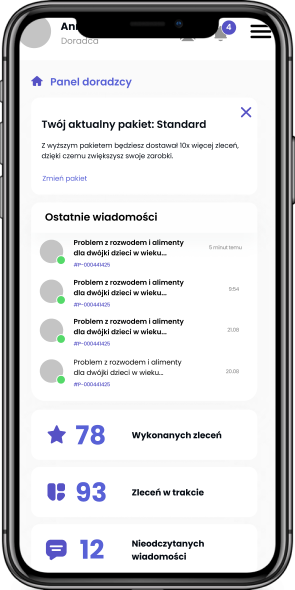 Doradca
4
Panel doradzcy
Twój aktualny pakiet: Standard
Z wyższym pakietem będziesz dostawał 10x więcej zleceń,
dzięki czemu zwiększysz swoje zarobki.
Zmień pakiet
Ostatnie wiadomości
Problem z rozwodem i alimenty
dla dwójki dzieci w wieku...
5 minut temu
#P-000441425
Problem z rozwodem i alimenty
dla dwójki dzieci w wieku...
8:54
#P-000441425
Problem z rozwodem i alimenty
dla dwójki dzieci w wieku...
21.08
#P-000441425
Problem z rozwodem i alimenty
dla dwójki dzieci w wieku...
20.08
#P-000441425
78 Wykonanych zleceń
93 Zleceń w trakcie
12 Nieodczytanych
wiadomości